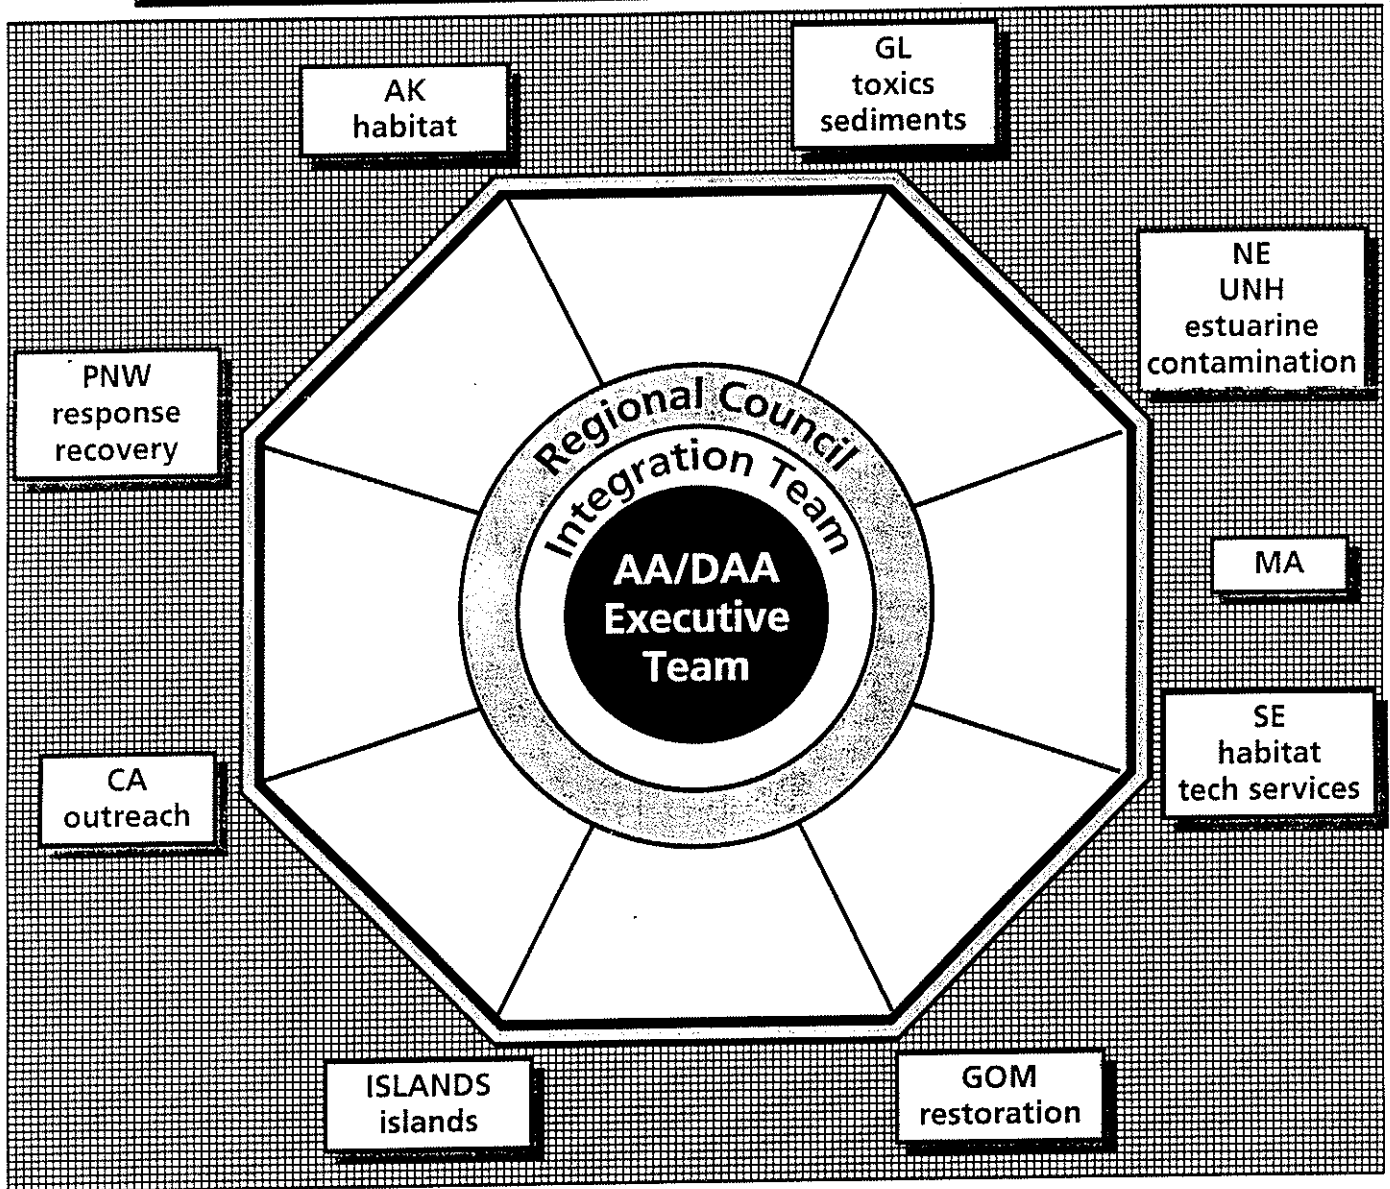 GL
toxics
sediments
AK
habitat
NE
UNH
estuarine
contamination
PNW
response
recovery
Regional Council
Integration Team
AA/DAA
Executive
Team
MA
SE
habitat
tech services
CA
outreach
ISLANDS
islands
GOM
restoration